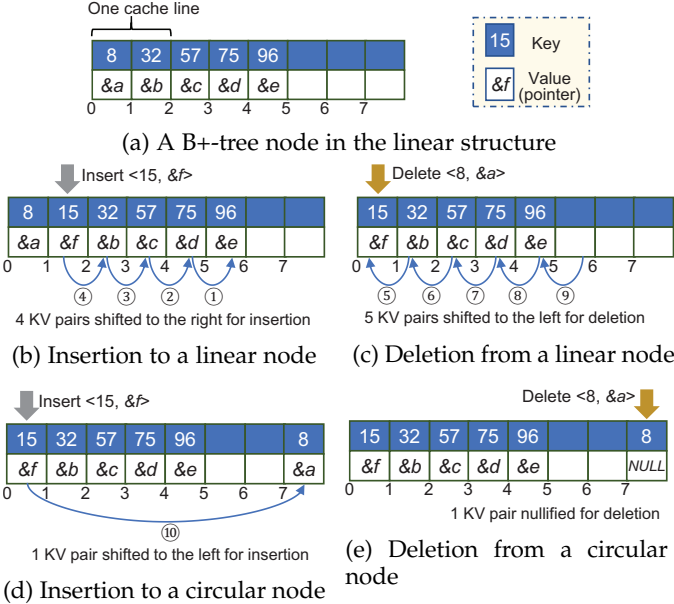 One cache line
8 32 57 75 96
&a &b &c &d &e
0 1 2 3 4 5 6 7
15 Key
&f Value
(pointer)
(a) A B+-tree node in the linear structure
Insert <15, &f>
8 15 32 57 75 96
&a &f &b &c &d &e
0 1 2 3 4 5 6 7
④ ③ ② ①
4 KV pairs shifted to the right for insertion
(b) Insertion to a linear node
Delete <8, &a>
15 32 57 75 96
&f &b &c &d &e
0 1 2 3 4 5 6 7
⑤ ⑥ ⑦ ⑧ ⑨
5 KV pairs shifted to the left for deletion
(c) Deletion from a linear node
Insert <15, &f>
15 32 57 75 96 8
&f &b &c &d &e &a
0 1 2 3 4 5 6 7
⑩
1 KV pair shifted to the left for insertion
(d) Insertion to a circular node
Delete <8, &a>
15 32 57 75 96 8
&f &b &c &d &e NULL
0 1 2 3 4 5 6 7
1 KV pair nullified for deletion
(e) Deletion from a circular
node